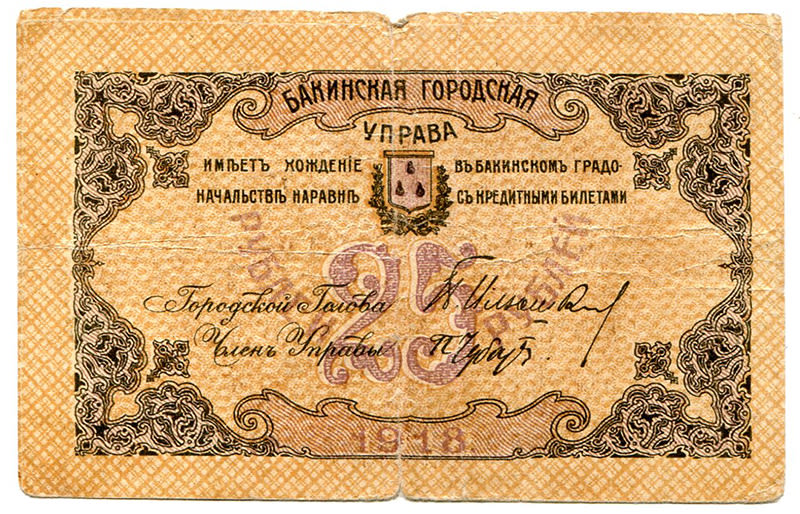 БАКИНСКАЯ ГОРОДСКАЯ
УПРАВА
ИМѢЕТЪ ХОЖДЕНІЕ ВЪ БАКИНСКОМЪ ГРАДО-
НАЧАЛЬСТВѢ НАРАВНѢ СЪ КРЕДИТНЫМИ БИЛЕТАМИ
25
РУБЛЕЙ
Городской Голова
Членъ Управы
1918.